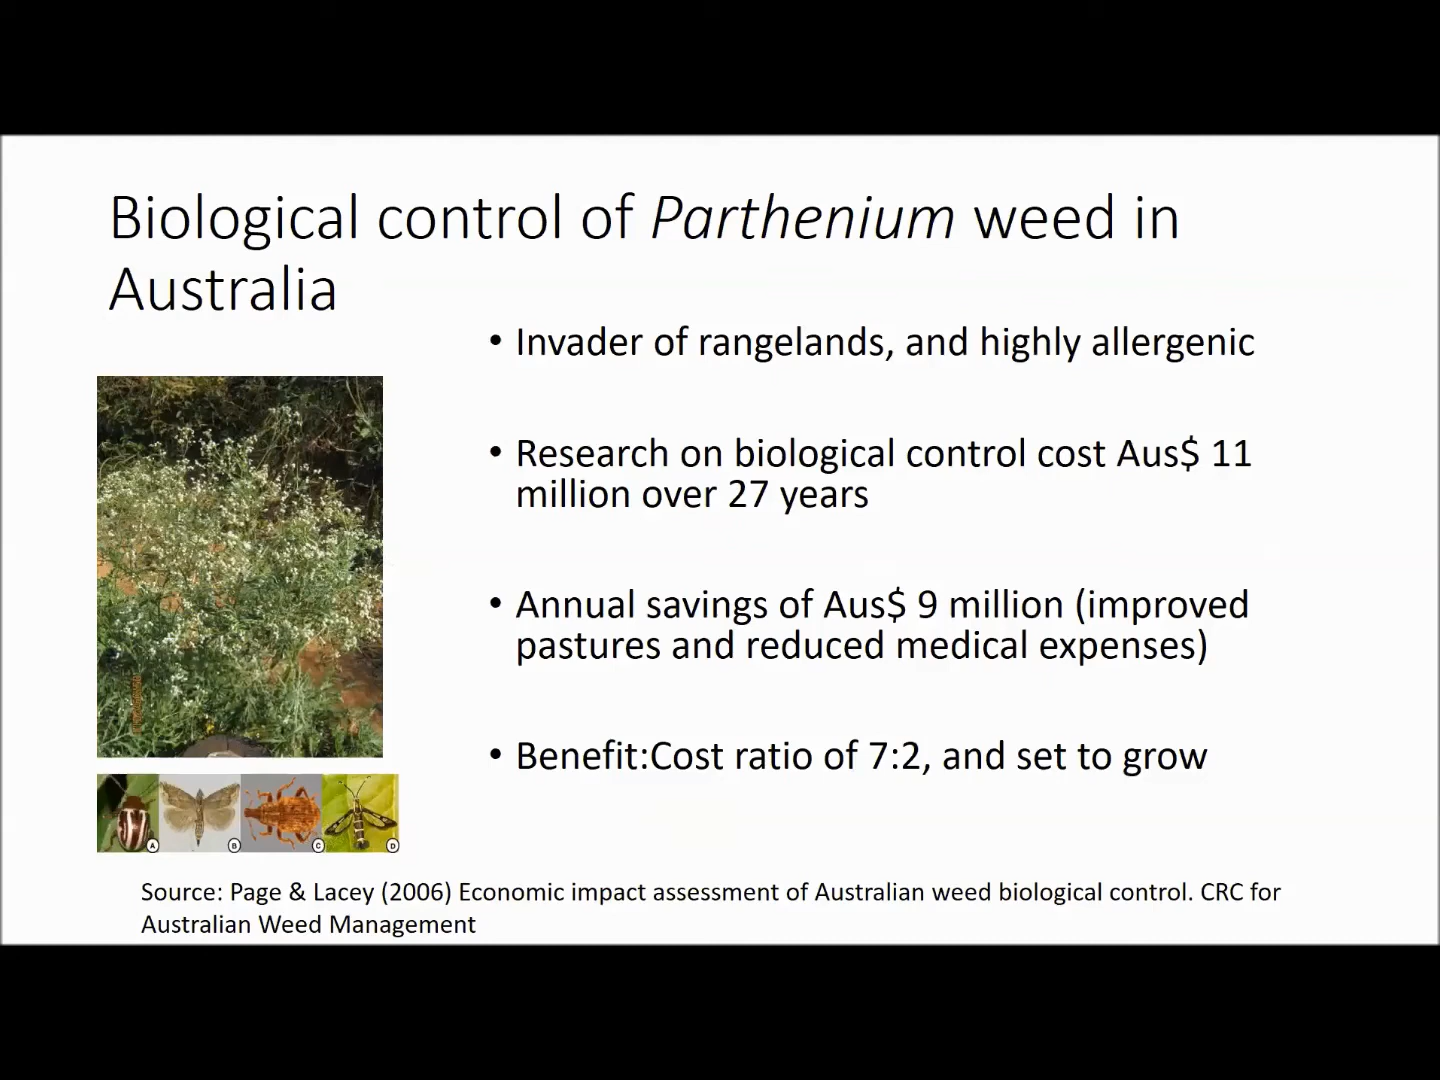 Biological control of Parthenium weed in
Australia
• Invader of rangelands, and highly allergenic
• Research on biological control cost Aus$ 11
million over 27 years
• Annual savings of Aus$ 9 million (improved
pastures and reduced medical expenses)
• Benefit:Cost ratio of 7:2, and set to grow
A B C D
Source: Page & Lacey (2006) Economic impact assessment of Australian weed biological control. CRC for
Australian Weed Management